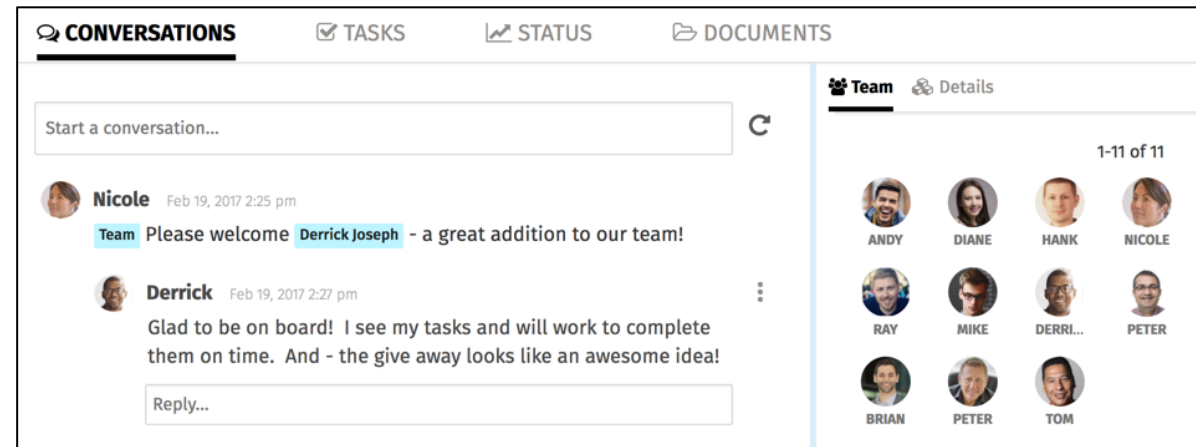 CONVERSATIONS TASKS STATUS DOCUMENTS
Start a conversation...
Nicole Feb 19, 2017 2:25 pm
Team Please welcome Derrick Joseph - a great addition to our team!
Derrick Feb 19, 2017 2:27 pm
Glad to be on board! I see my tasks and will work to complete
them on time. And - the give away looks like an awesome idea!
Reply...
Team Details
1-11 of 11
ANDY DIANE HANK NICOLE
RAY MIKE DERRI... PETER
BRIAN PETER TOM